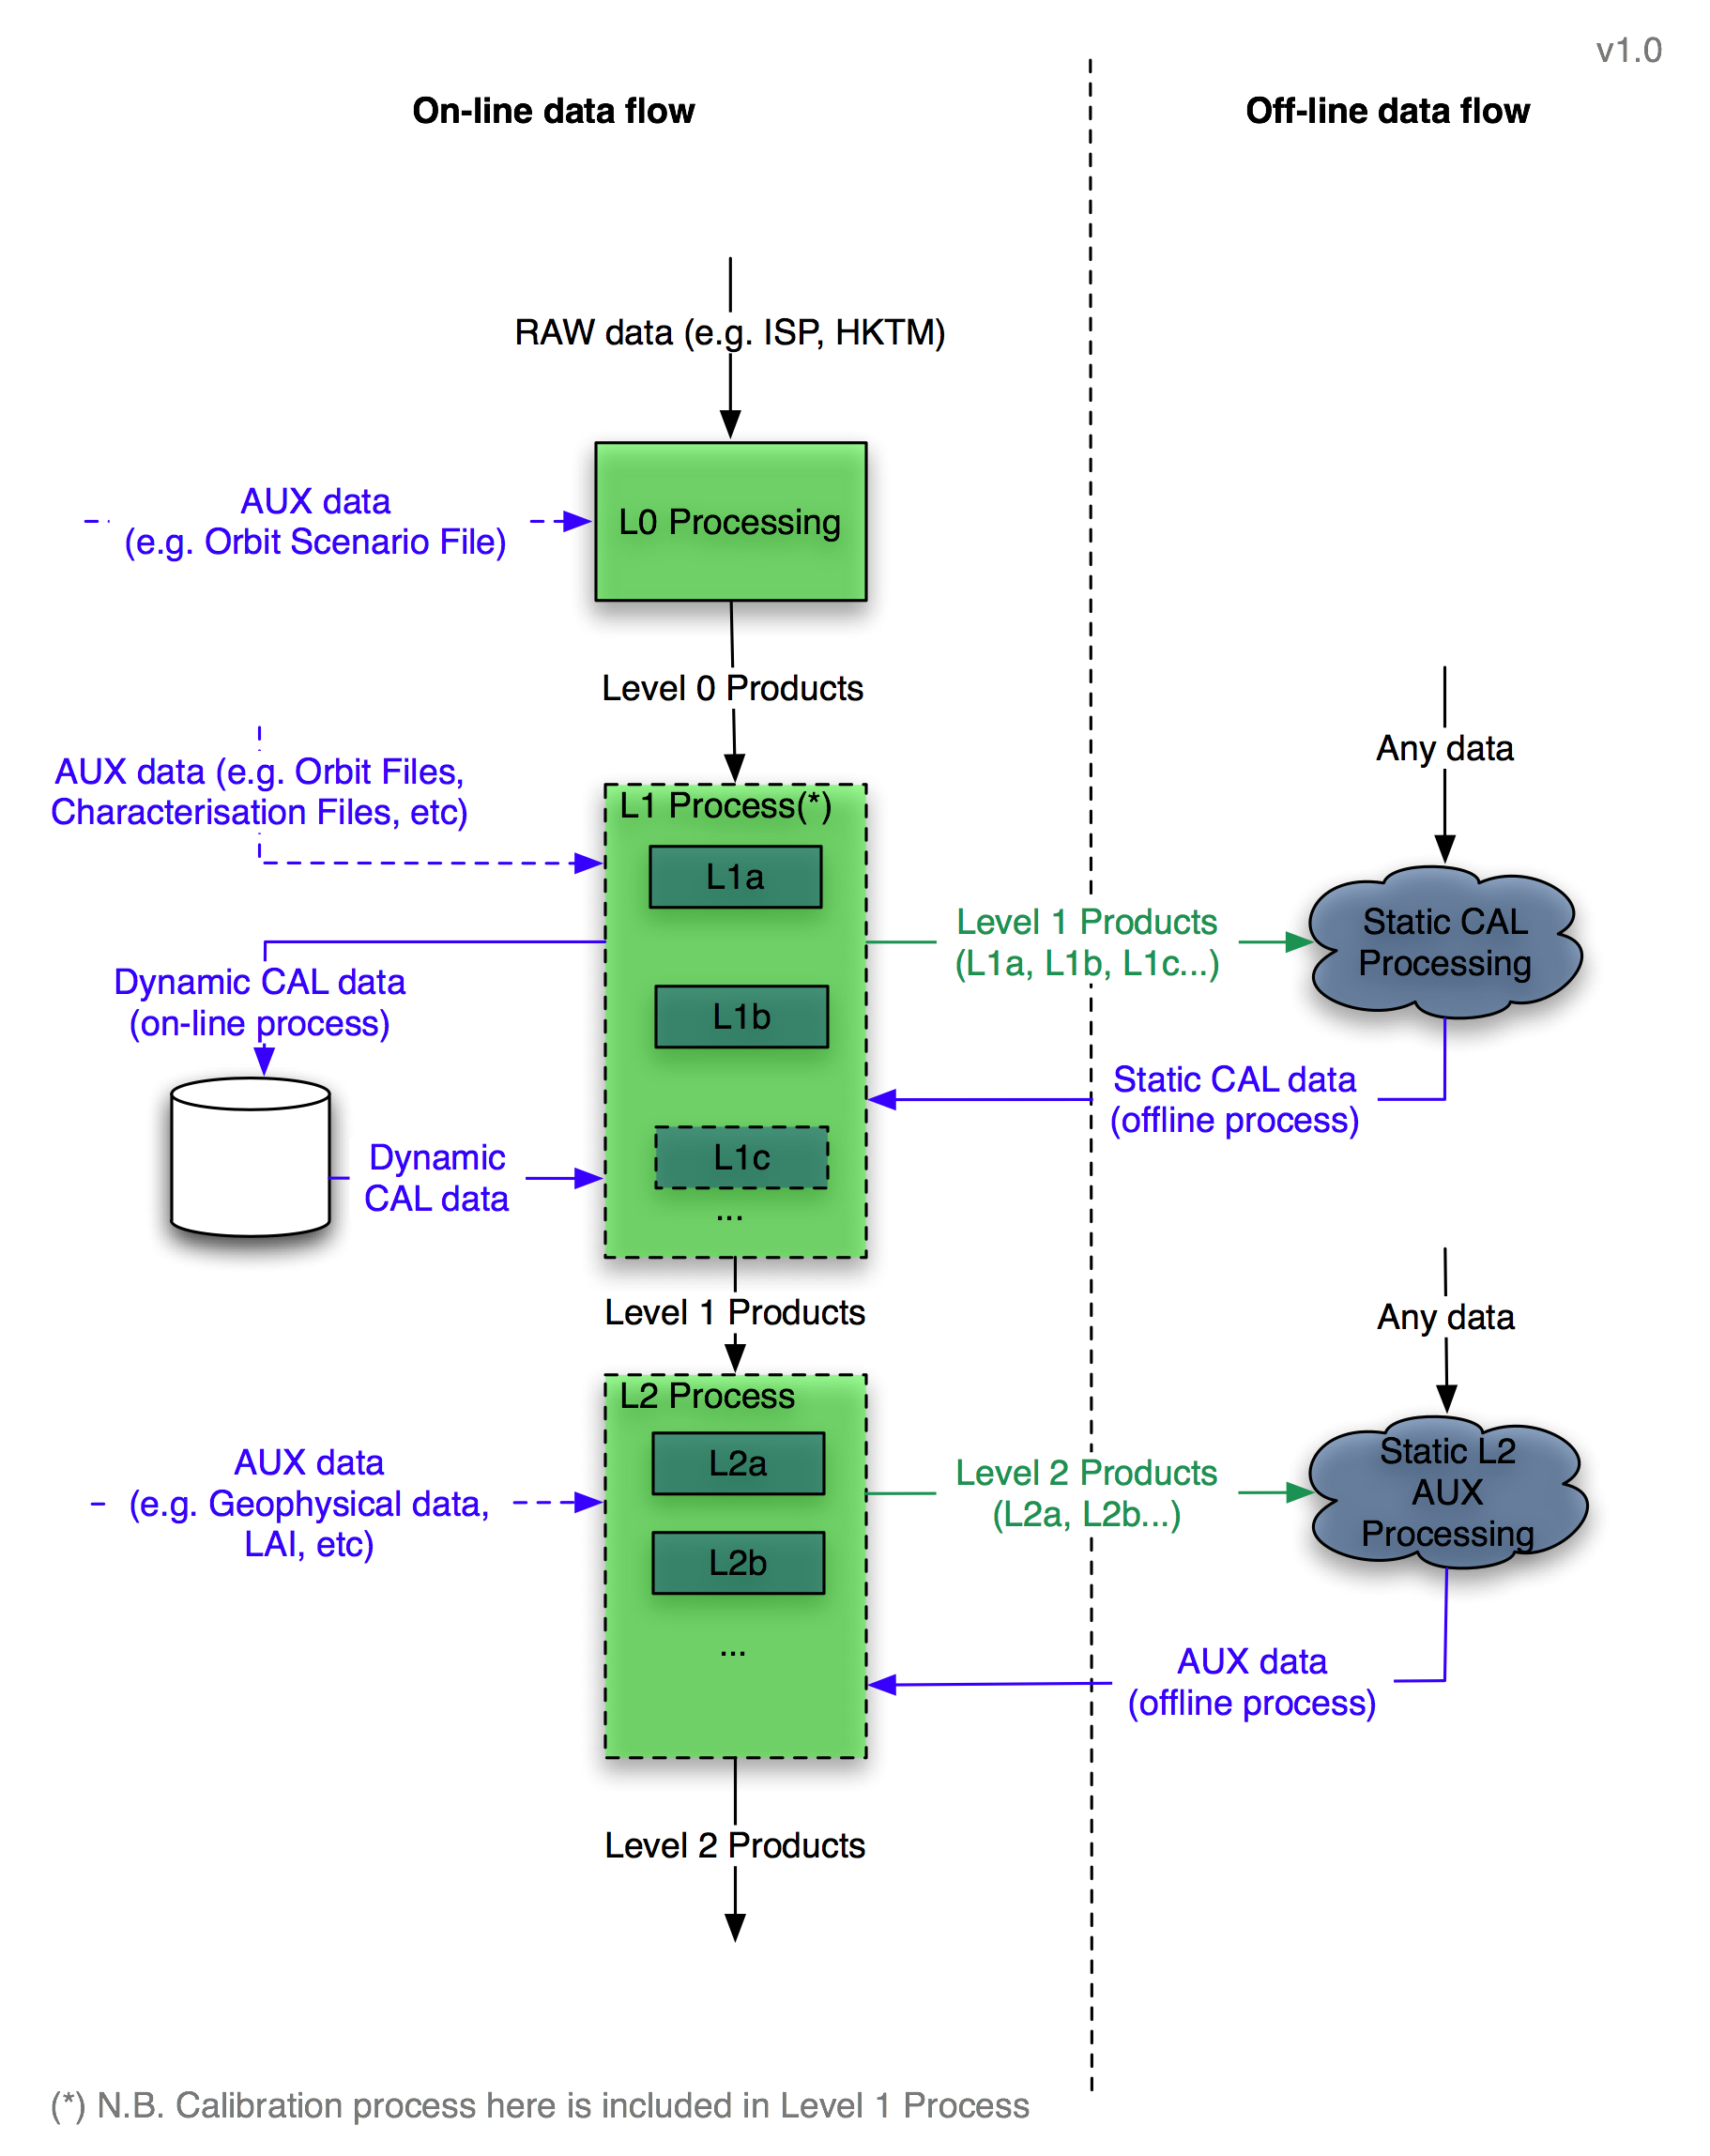 v1.0
On-line data flow
Off-line data flow
RAW data (e.g. ISP, HKTM)
AUX data
(e.g. Orbit Scenario File)
L0 Processing
Level 0 Products
AUX data (e.g. Orbit Files,
Characterisation Files, etc)
Any data
L1 Process(*)
L1a
Level 1 Products
(L1a, L1b, L1c...)
Static CAL
Processing
Dynamic CAL data
(on-line process)
L1b
Static CAL data
(offline process)
Dynamic
CAL data
L1c
...
Level 1 Products
Any data
L2 Process
L2a
AUX data
(e.g. Geophysical data,
LAI, etc)
Level 2 Products
(L2a, L2b...)
Static L2
AUX
Processing
L2b
...
AUX data
(offline process)
Level 2 Products
(*) N.B. Calibration process here is included in Level 1 Process